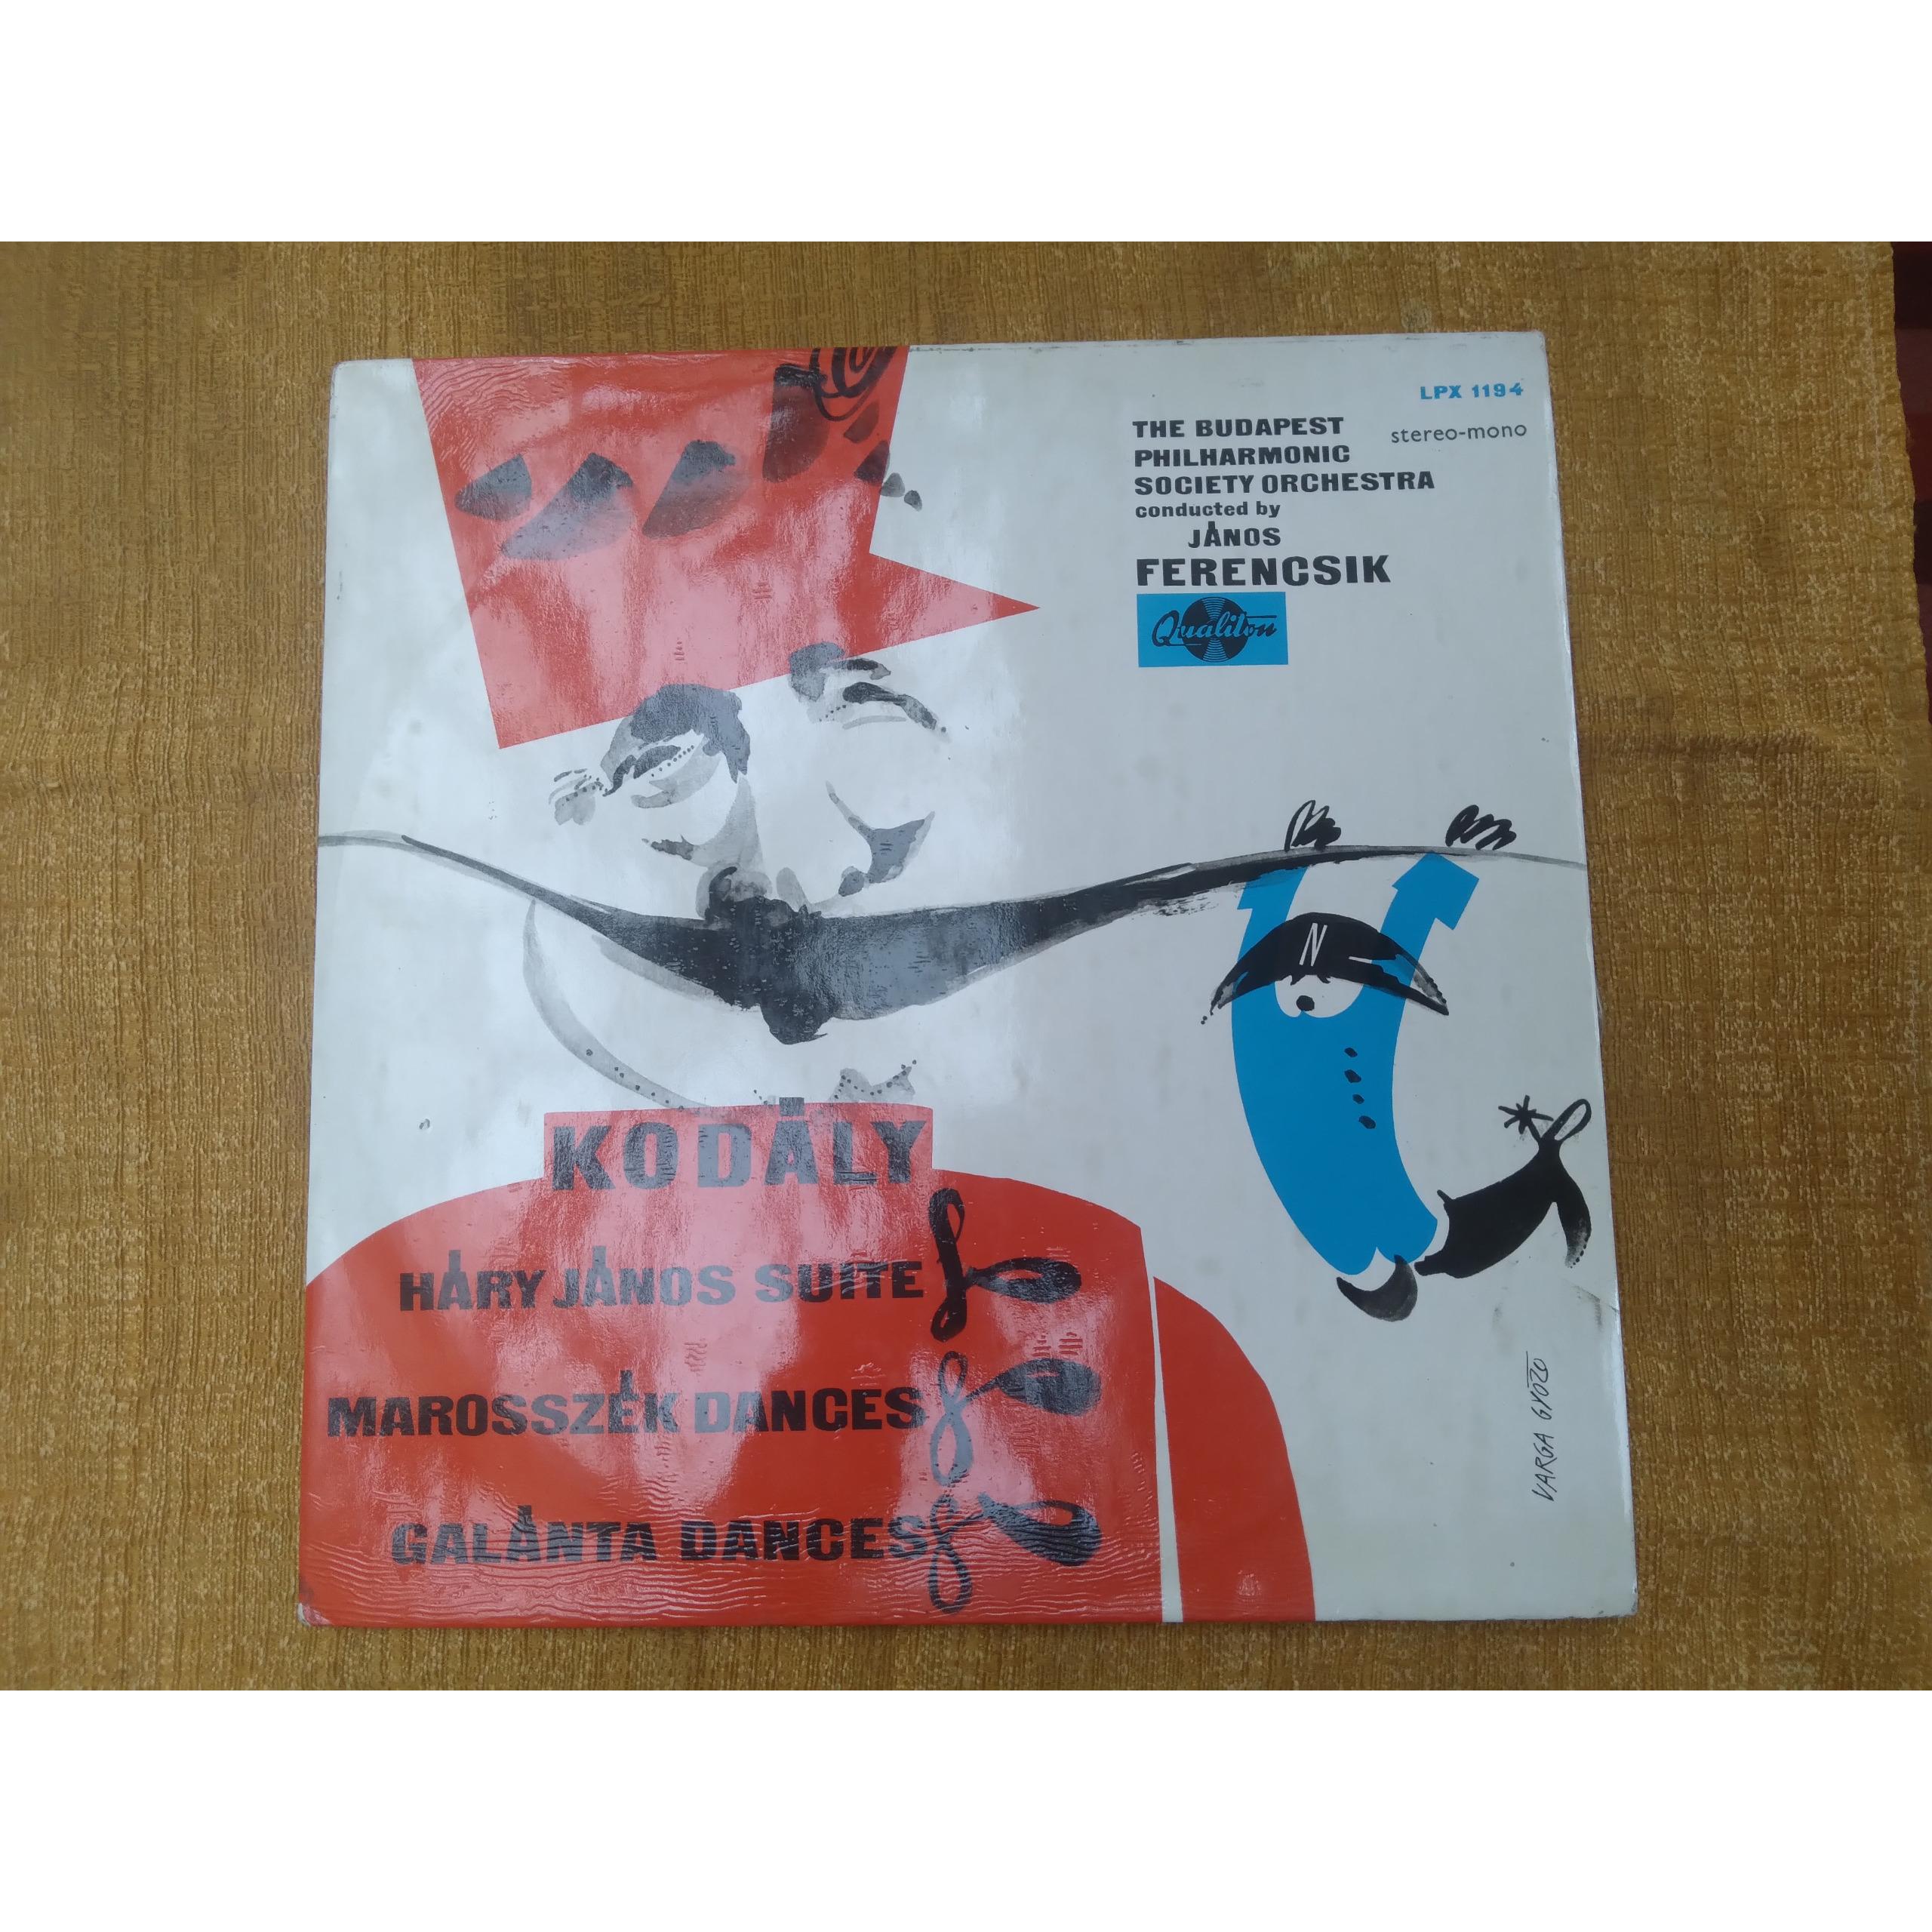 LPX 1194
stereo-mono
THE BUDAPEST
PHILHARMONIC
SOCIETY ORCHESTRA
conducted by
JÁNOS
FERENCSIK
Qualiton
N
KODÁLY
HÁRY JÁNOS SUITE
MAROSSZÉK DANCES
GALÁNTA DANCES
VARGA GYŐZŐ